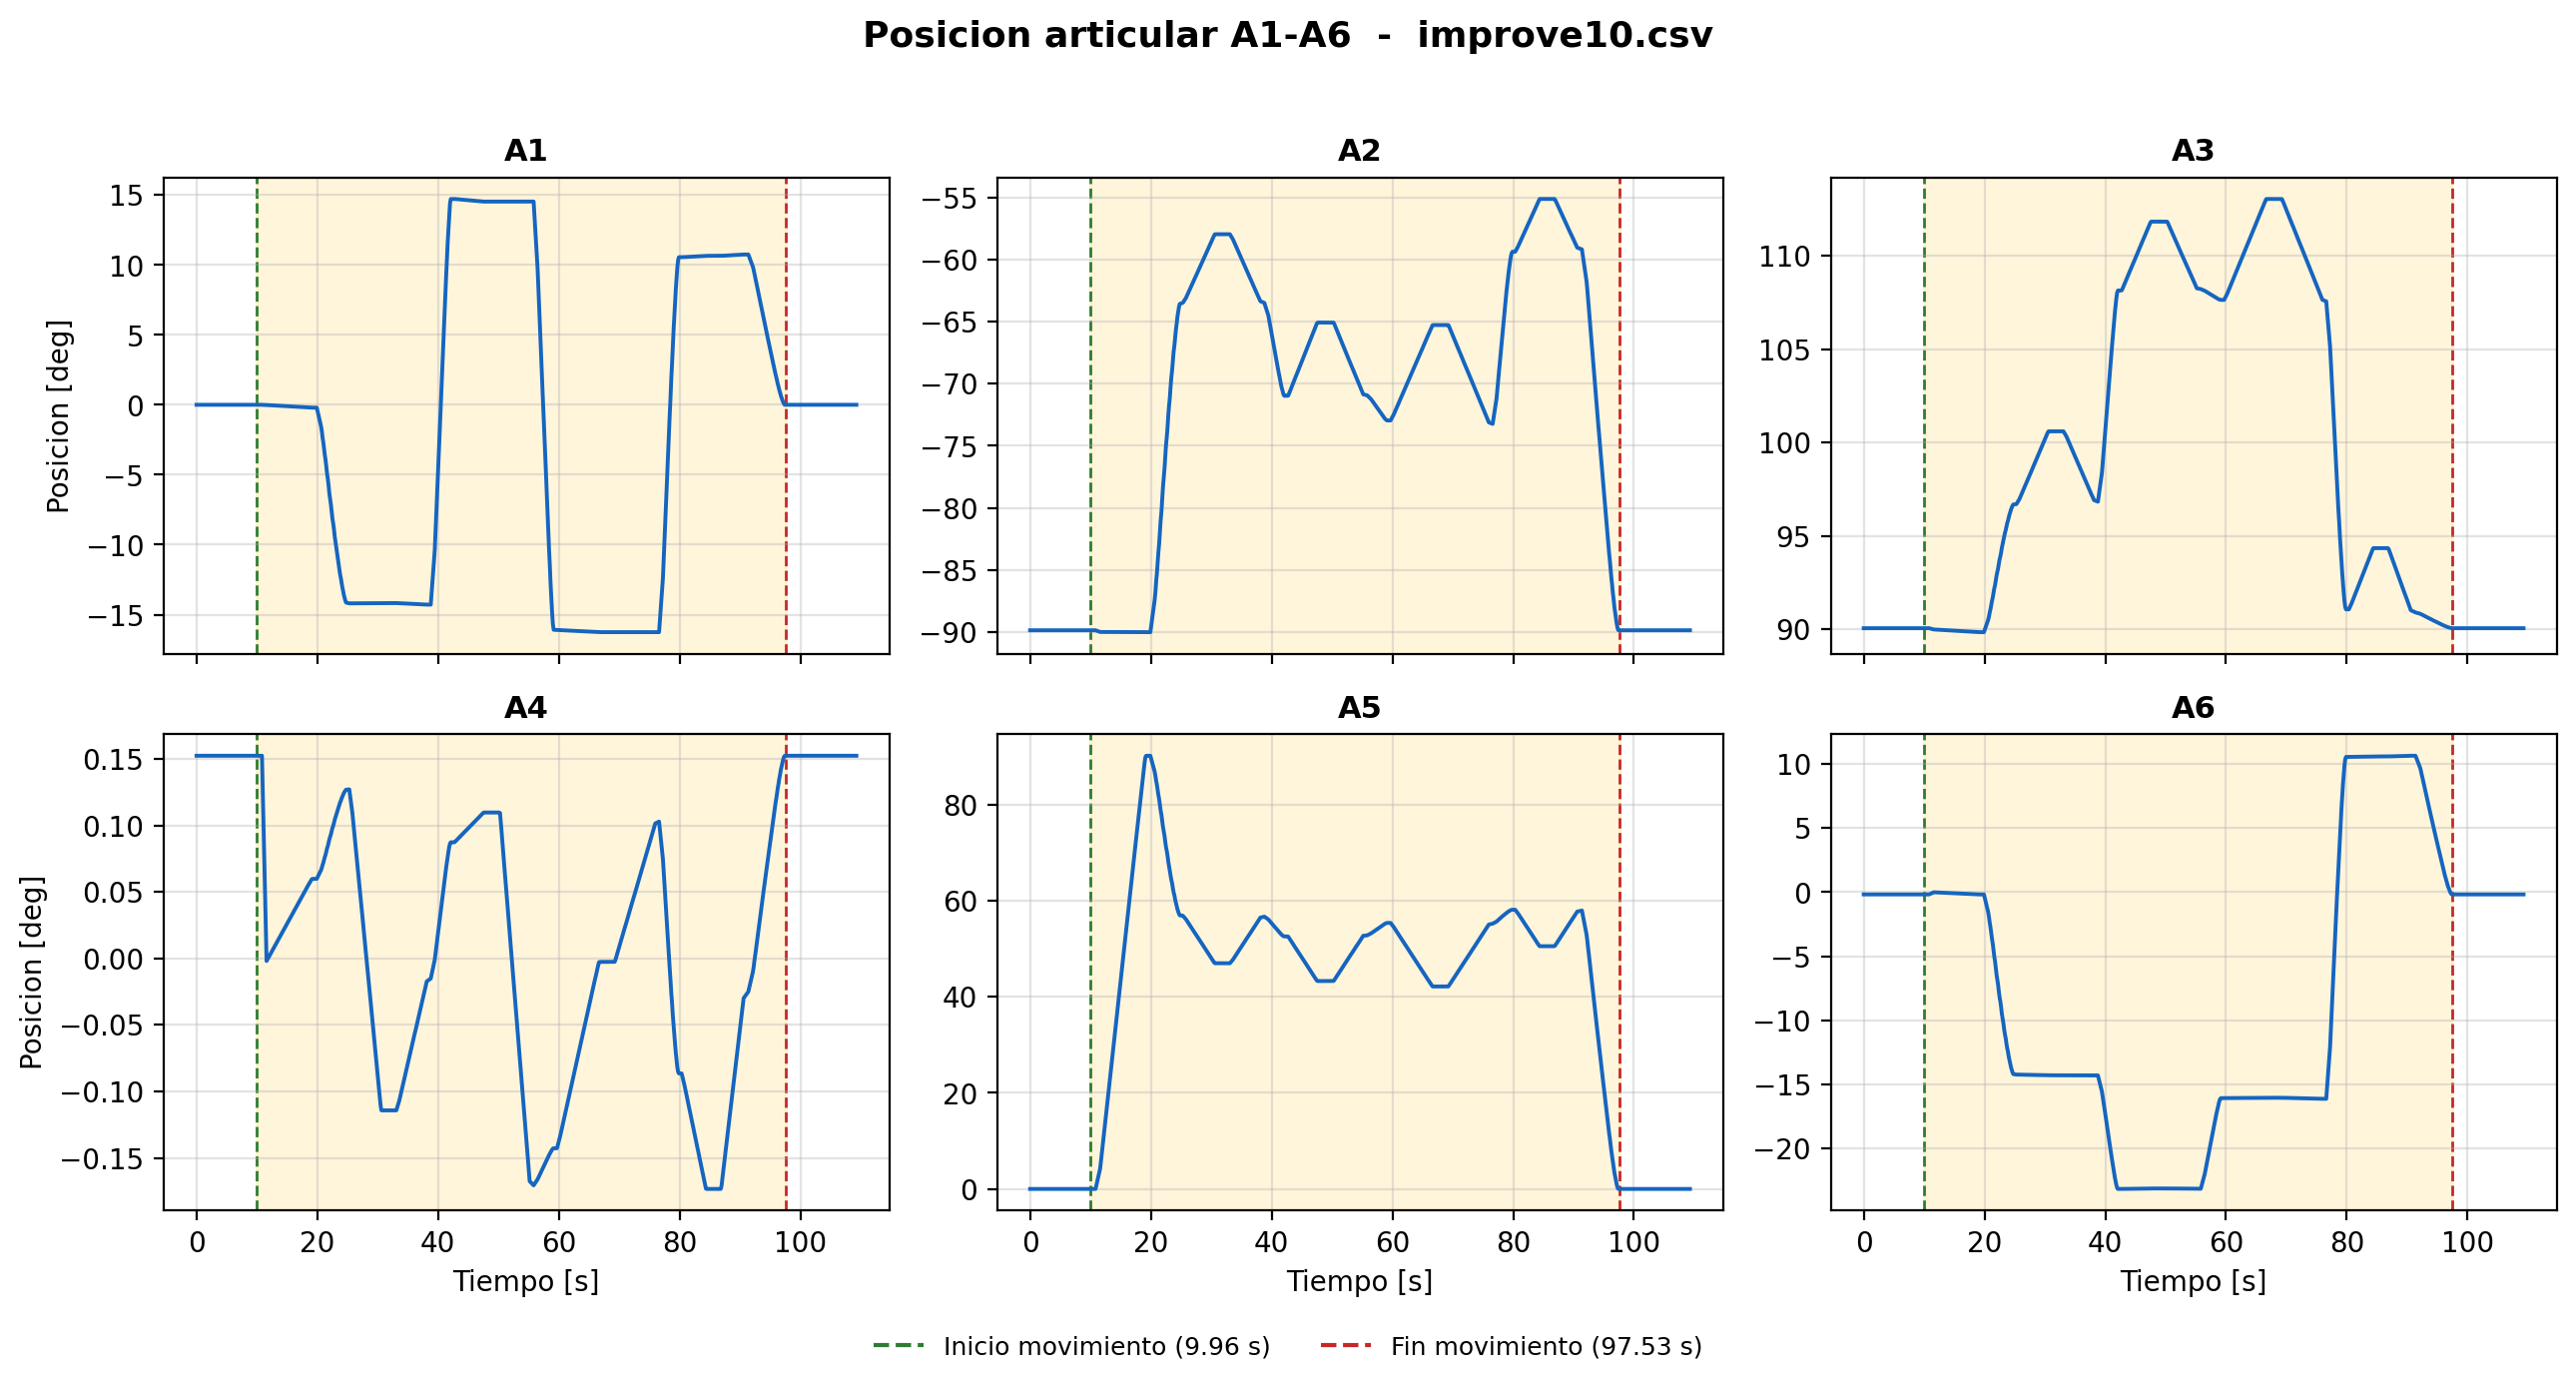 Posicion articular A1-A6 - improve10.csv
A1
A2
A3
Posicion [deg]
15
10
5
0
−5
−10
−15
−55
−60
−65
−70
−75
−80
−85
−90
110
105
100
95
90
A4
A5
A6
Posicion [deg]
0.15
0.10
0.05
0.00
−0.05
−0.10
−0.15
80
60
40
20
0
10
5
0
−5
−10
−15
−20
0 20 40 60 80 100
0 20 40 60 80 100
0 20 40 60 80 100
Tiempo [s]
Tiempo [s]
Tiempo [s]
Inicio movimiento (9.96 s)
Fin movimiento (97.53 s)